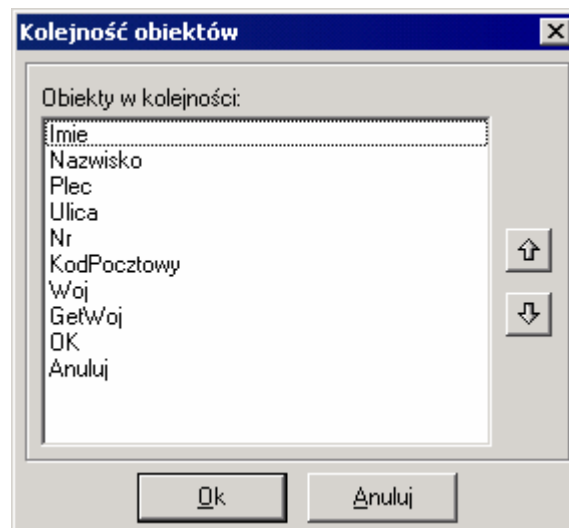 Kolejność obiektów
Obiekty w kolejności:
Imie
Nazwisko
Plec
Ulica
Nr
KodPocztowy
Woj
GetWoj
OK
Anuluj
Ok
Anuluj